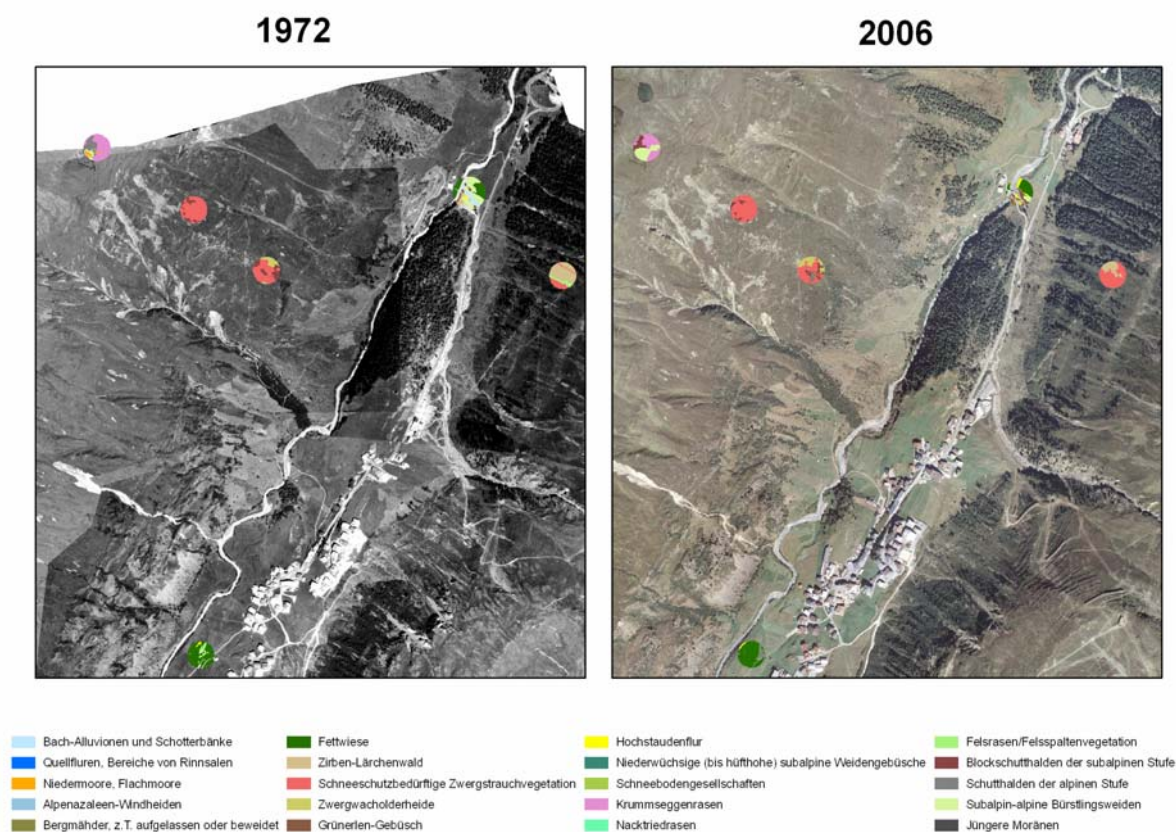 1972
2006
Bach-Alluvionen und Schotterbänke
Quellfluren, Bereiche von Rinnsalen
Niedermoore, Flachmoore
Alpenazaleen-Windheiden
Bergmähder, z.T. aufgelassen oder beweidet
Fettwiese
Zirben-Lärchenwald
Schneeschutzbedürftige Zwergstrauchvegetation
Zwergwacholderheide
Grünerlen-Gebüsch
Hochstaudenflur
Niederwüchsige (bis hüfthohe) subalpine Weidengebüsche
Schneebodengesellschaften
Krummseggenrasen
Nacktriedrasen
Felsrasen/Felsspaltenvegetation
Blockschutthalden der subalpinen Stufe
Schutthalden der alpinen Stufe
Subalpin-alpine Bürstlingsweiden
Jüngere Moränen